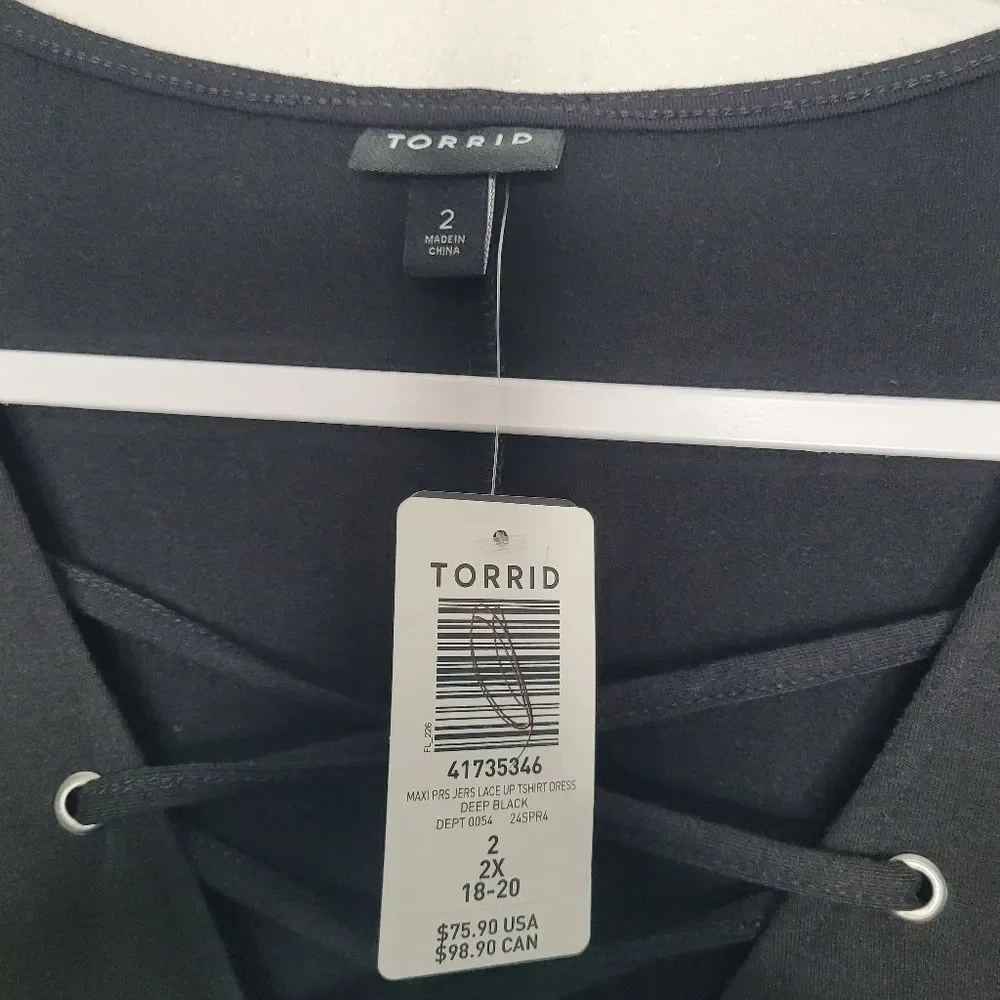 TORRID
2
MADE IN
CHINA
TORRID
FL_226
41735346
MAXI PRS JERS LACE UP TSHIRT DRESS
DEEP BLACK
DEPT 0054 24SPR4
2
2X
18-20
$75.90 USA
$98.90 CAN